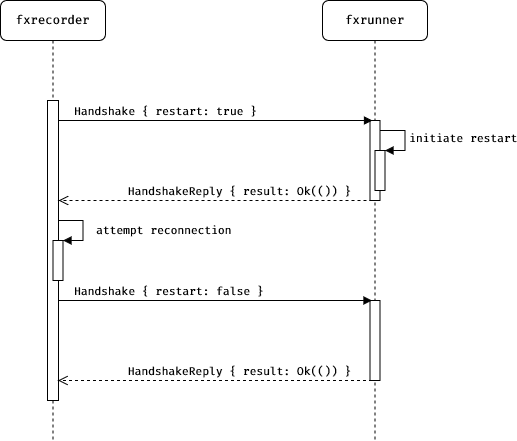 fxrecorder
fxrunner
Handshake { restart: true }
initiate restart
HandshakeReply { result: Ok(()) }
attempt reconnection
Handshake { restart: false }
HandshakeReply { result: Ok(()) }